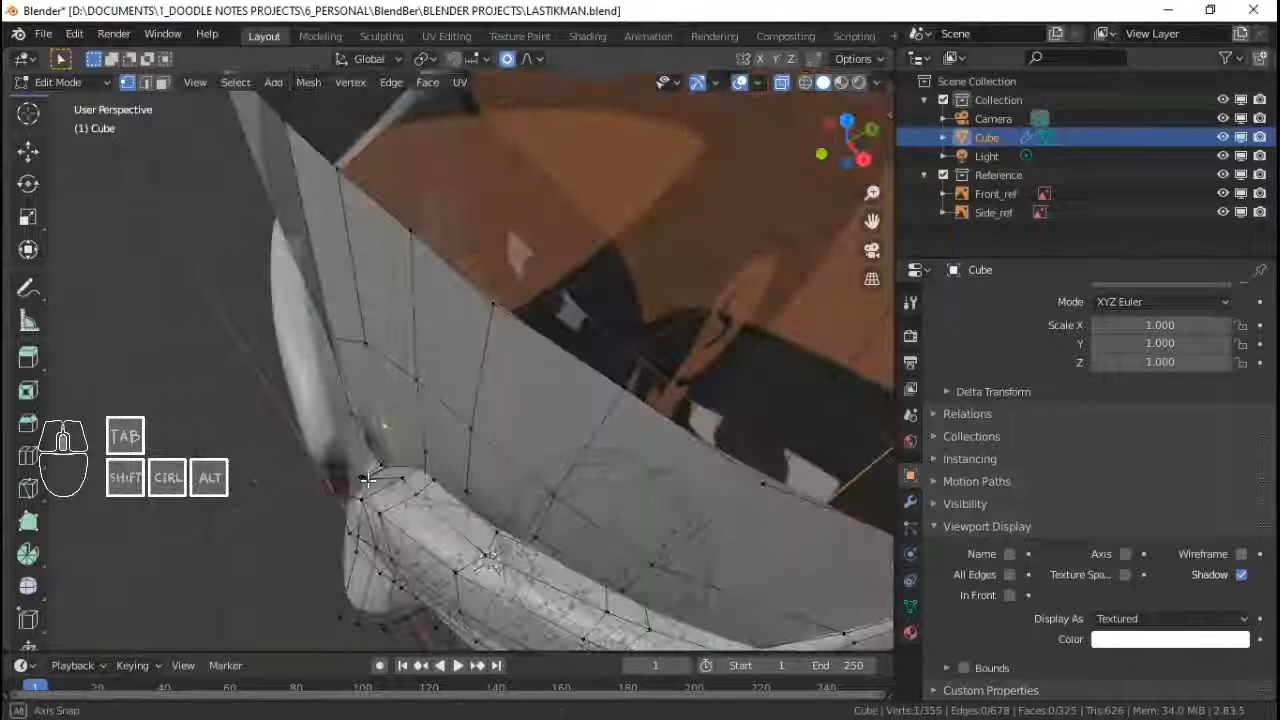 Blender* [D:\DOCUMENTS\1_DOODLE NOTES PROJECTS\6_PERSONAL\BlendBer\BLENDER PROJECTS\LASTIKMAN.blend]
File Edit Render Window Help Layout Modeling Sculpting UV Editing Texture Paint Shading Animation Rendering Compositing Scripting + Scene View Layer
Global X Y Z Options
Edit Mode View Select Add Mesh Vertex Edge Face UV
User Perspective
(1) Cube
Scene Collection
Collection
Camera
Cube
Light
Reference
Front_ref
Side_ref
Cube
Mode XYZ Euler
Scale X 1.000
Y 1.000
Z 1.000
Delta Transform
Relations
Collections
Instancing
Motion Paths
Visibility
Viewport Display
Name Axis Wireframe
All Edges Texture Spa... Shadow
In Front
Display As Textured
Color
Bounds
Custom Properties
TAB
SHIFT CTRL ALT
Playback Keying View Marker 1 Start 1 End 250
1 20 40 60 80 100 120 140 160 180 200 220 240
Alt Axis Snap Cube | Verts:1/355 | Edges:0/678 | Faces:0/325 | Tris:626 | Mem: 34.0 MiB | 2.83.5